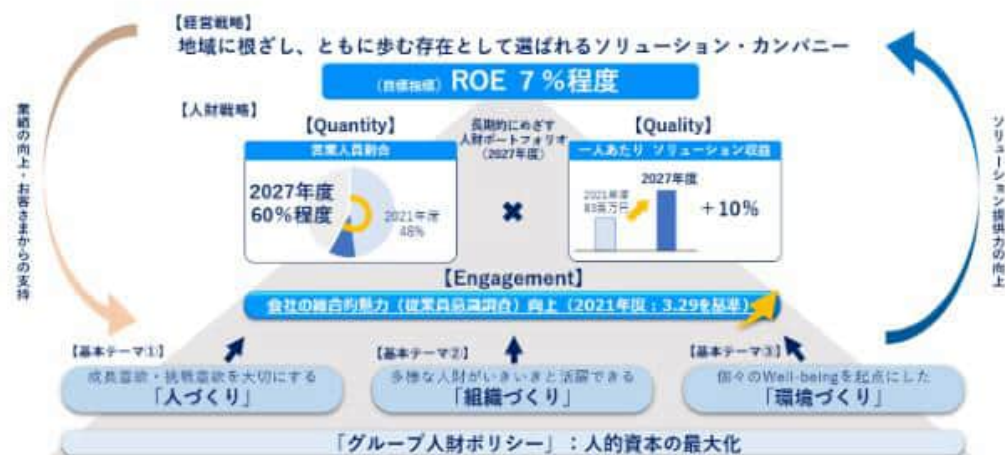 【経営戦略】
地域に根ざし、ともに歩む存在として選ばれるソリューション・カンパニー
(目標指標) ROE 7%程度
【人財戦略】
【Quantity】
営業人員割合
2027年度
60%程度
2021年度
48%
長期的にめざす
人財ポートフォリオ
(2027年度)
✖
【Quality】
一人あたり ソリューション収益
2021年度
83百万円
2027年度
+10%
【Engagement】
会社の総合的魅力(従業員意識調査)向上(2021年度:3.29を基準)
【基本テーマ①】
成長意欲・挑戦意欲を大切にする
「人づくり」
【基本テーマ②】
多様な人財がいきいきと活躍できる
「組織づくり」
【基本テーマ③】
個々のWell-beingを起点にした
「環境づくり」
「グループ人財ポリシー」:人的資本の最大化
業績の向上・お客さまからの支持
ソリューション提供力の向上